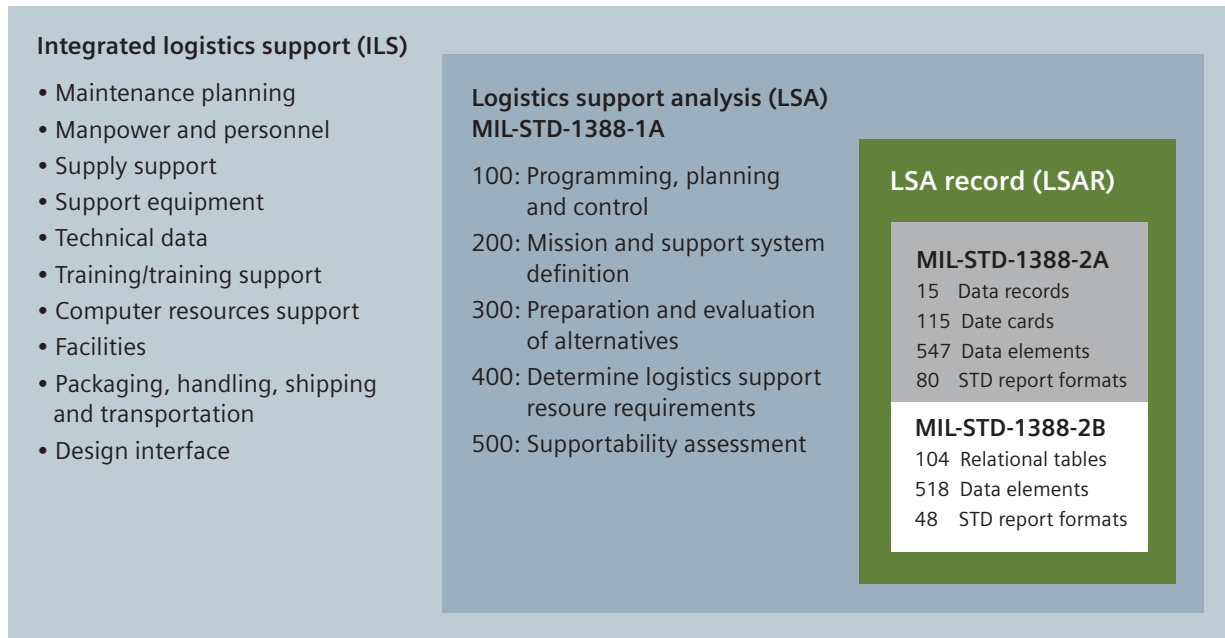 Integrated logistics support (ILS)
• Maintenance planning
• Manpower and personnel
• Supply support
• Support equipment
• Technical data
• Training/training support
• Computer resources support
• Facilities
• Packaging, handling, shipping
and transportation
• Design interface
Logistics support analysis (LSA)
MIL-STD-1388-1A
100: Programming, planning
and control
200: Mission and support system
definition
300: Preparation and evaluation
of alternatives
400: Determine logistics support
resoure requirements
500: Supportability assessment
LSA record (LSAR)
MIL-STD-1388-2A
15 Data records
115 Date cards
547 Data elements
80 STD report formats
MIL-STD-1388-2B
104 Relational tables
518 Data elements
48 STD report formats